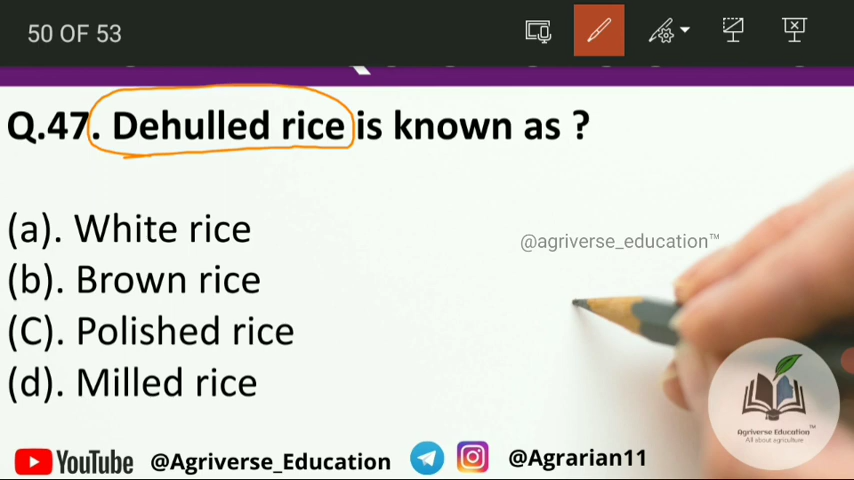 50 OF 53
Q.47. Dehulled rice is known as ?
(a). White rice
@agriverse_education™
(b). Brown rice
(C). Polished rice
(d). Milled rice
Agriverse Education™
All about agriculture
YouTube @Agriverse_Education @Agrarian11